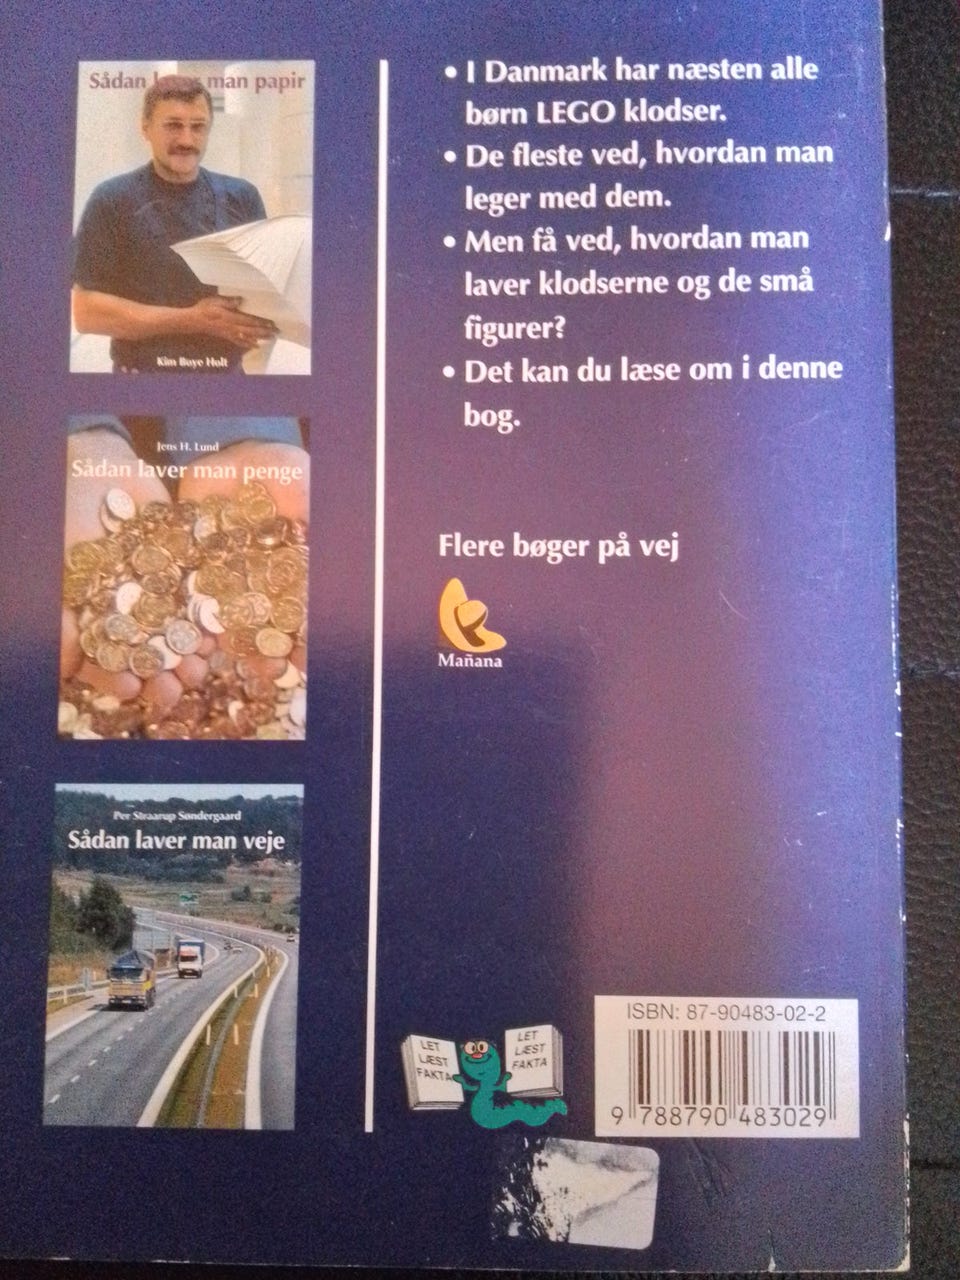 Sådan laver man papir
Kim Buye Holt
Jens H. Lund
Sådan laver man penge
Per Straarup Søndergaard
Sådan laver man veje
• I Danmark har næsten alle
børn LEGO klodser.
• De fleste ved, hvordan man
leger med dem.
• Men få ved, hvordan man
laver klodserne og de små
figurer?
• Det kan du læse om i denne
bog.
Flere bøger på vej
Mañana
LET
LÆST
FAKTA
LET
LÆST
FAKTA
ISBN: 87-90483-02-2
9 788790 483029